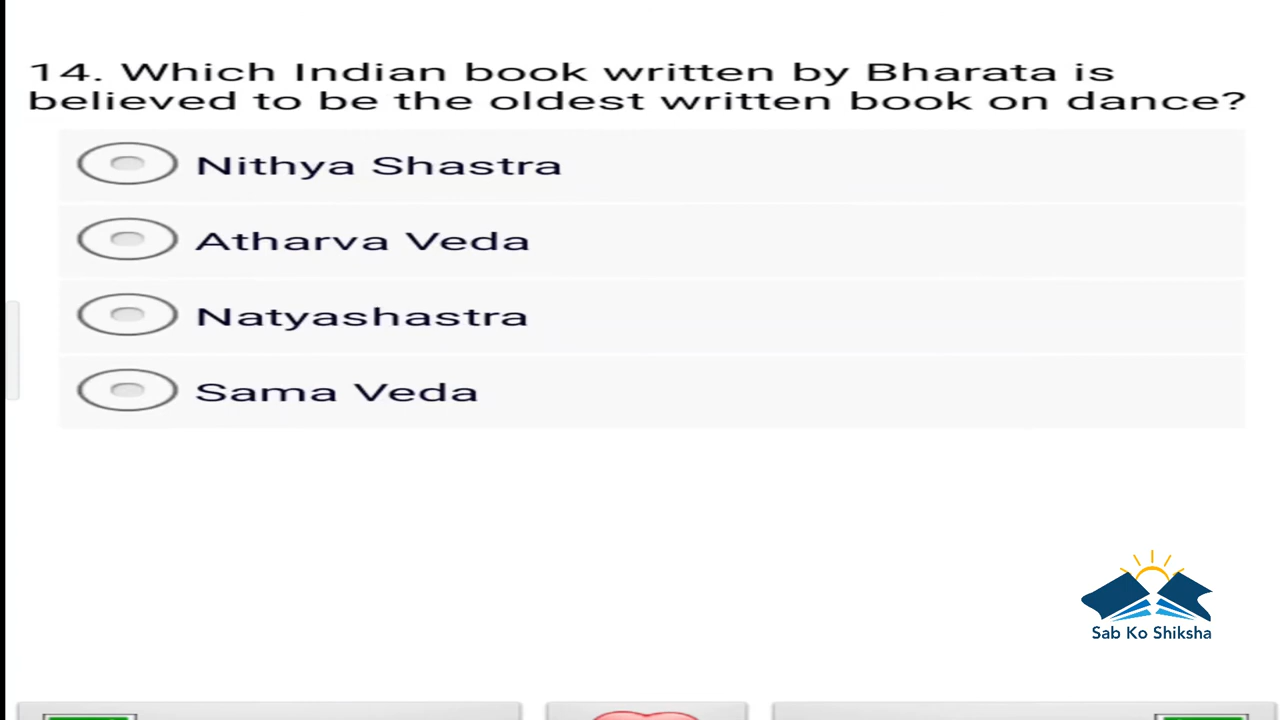 14. Which Indian book written by Bharata is
believed to be the oldest written book on dance?
Nithya Shastra
Atharva Veda
Natyashastra
Sama Veda
Sab Ko Shiksha